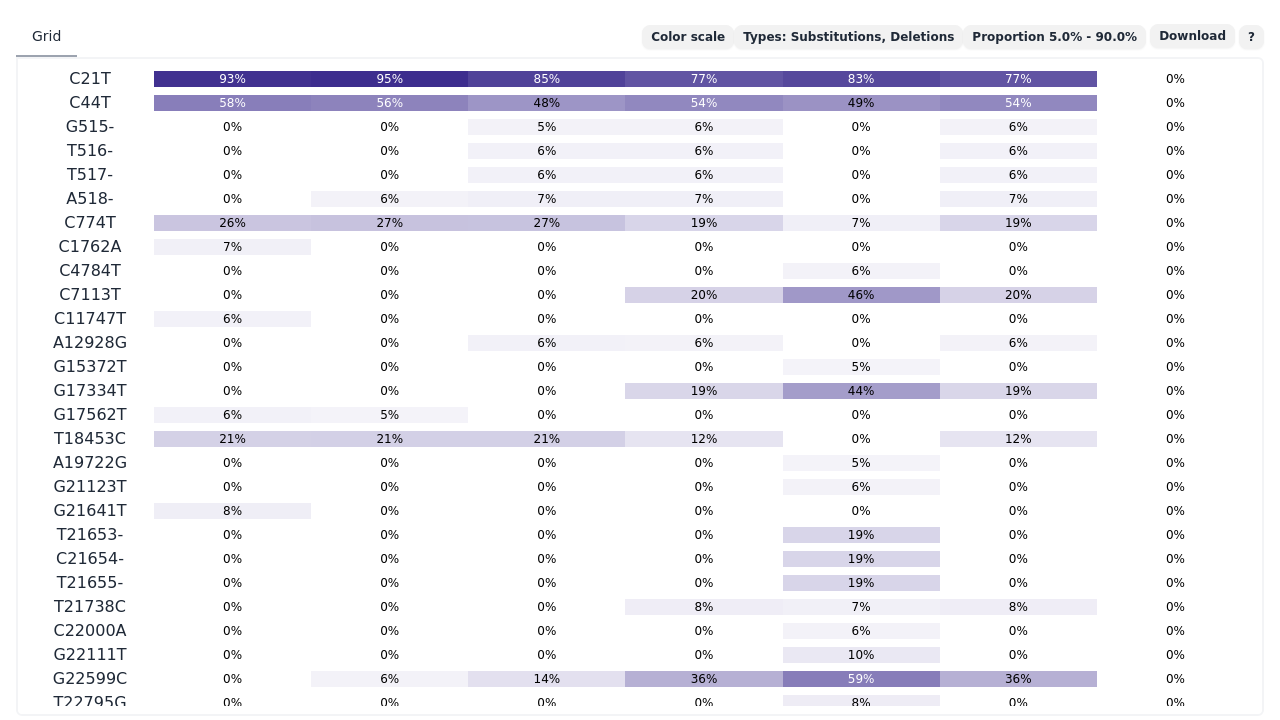 Grid Color scale Types: Substitutions, Deletions Proportion 5.0% - 90.0% Download ?
C21T 93% 95% 85% 77% 83% 77% 0%
C44T 58% 56% 48% 54% 49% 54% 0%
G515- 0% 0% 5% 6% 0% 6% 0%
T516- 0% 0% 6% 6% 0% 6% 0%
T517- 0% 0% 6% 6% 0% 6% 0%
A518- 0% 6% 7% 7% 0% 7% 0%
C774T 26% 27% 27% 19% 7% 19% 0%
C1762A 7% 0% 0% 0% 0% 0% 0%
C4784T 0% 0% 0% 0% 6% 0% 0%
C7113T 0% 0% 0% 20% 46% 20% 0%
C11747T 6% 0% 0% 0% 0% 0% 0%
A12928G 0% 0% 6% 6% 0% 6% 0%
G15372T 0% 0% 0% 0% 5% 0% 0%
G17334T 0% 0% 0% 19% 44% 19% 0%
G17562T 6% 5% 0% 0% 0% 0% 0%
T18453C 21% 21% 21% 12% 0% 12% 0%
A19722G 0% 0% 0% 0% 5% 0% 0%
G21123T 0% 0% 0% 0% 6% 0% 0%
G21641T 8% 0% 0% 0% 0% 0% 0%
T21653- 0% 0% 0% 0% 19% 0% 0%
C21654- 0% 0% 0% 0% 19% 0% 0%
T21655- 0% 0% 0% 0% 19% 0% 0%
T21738C 0% 0% 0% 8% 7% 8% 0%
C22000A 0% 0% 0% 0% 6% 0% 0%
G22111T 0% 0% 0% 0% 10% 0% 0%
G22599C 0% 6% 14% 36% 59% 36% 0%
T22795G 0% 0% 0% 0% 8% 0% 0%